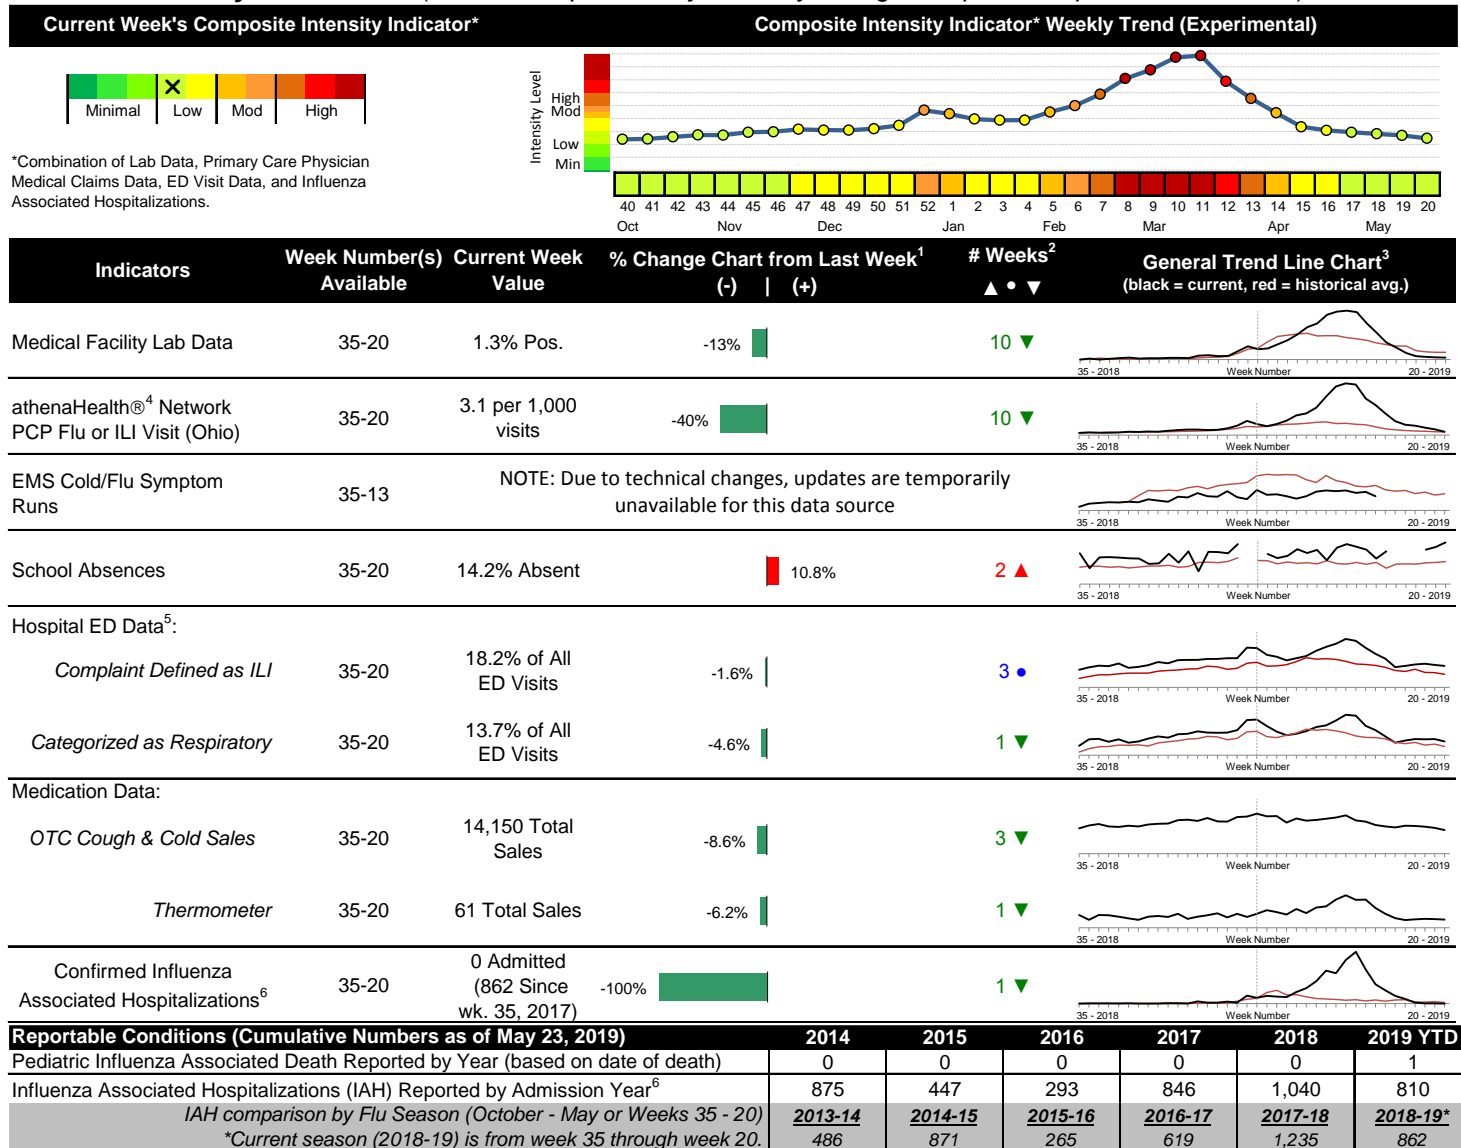 Current Week's Composite Intensity Indicator*
Composite Intensity Indicator* Weekly Trend (Experimental)
Minimal Low Mod High
*Combination of Lab Data, Primary Care Physician
Medical Claims Data, ED Visit Data, and Influenza
Associated Hospitalizations.
Intensity Level
High
Mod
Low
Min
40 41 42 43 44 45 46 47 48 49 50 51 52 1 2 3 4 5 6 7 8 9 10 11 12 13 14 15 16 17 18 19 20
Oct Nov Dec Jan Feb Mar Apr May
Indicators
Week Number(s)
Available
Current Week
Value
% Change Chart from Last Week1
(-) | (+)
# Weeks2
▲ ● ▼
General Trend Line Chart3
(black = current, red = historical avg.)
Medical Facility Lab Data 35-20 1.3% Pos. -13% 10 ▼
35 - 2018 Week Number 20 - 2019
athenaHealth®4 Network
PCP Flu or ILI Visit (Ohio)
35-20
3.1 per 1,000
visits
-40% 10 ▼
35 - 2018 Week Number 20 - 2019
EMS Cold/Flu Symptom
Runs
35-13
NOTE: Due to technical changes, updates are temporarily
unavailable for this data source
35 - 2018 Week Number 20 - 2019
School Absences 35-20 14.2% Absent 10.8% 2 ▲
35 - 2018 Week Number 20 - 2019
Hospital ED Data5:
Complaint Defined as ILI 35-20
18.2% of All
ED Visits
-1.6% 3 ●
35 - 2018 Week Number 20 - 2019
Categorized as Respiratory 35-20
13.7% of All
ED Visits
-4.6% 1 ▼
35 - 2018 Week Number 20 - 2019
Medication Data:
OTC Cough & Cold Sales 35-20
14,150 Total
Sales
-8.6% 3 ▼
35 - 2018 Week Number 20 - 2019
Thermometer 35-20 61 Total Sales -6.2% 1 ▼
35 - 2018 Week Number 20 - 2019
Confirmed Influenza
Associated Hospitalizations6
35-20
0 Admitted
(862 Since
wk. 35, 2017)
-100% 1 ▼
35 - 2018 Week Number 20 - 2019
Reportable Conditions (Cumulative Numbers as of May 23, 2019) 2014 2015 2016 2017 2018 2019 YTD
Pediatric Influenza Associated Death Reported by Year (based on date of death) 0 0 0 0 0 1
Influenza Associated Hospitalizations (IAH) Reported by Admission Year6 875 447 293 846 1,040 810
IAH comparison by Flu Season (October - May or Weeks 35 - 20) 2013-14 2014-15 2015-16 2016-17 2017-18 2018-19*
*Current season (2018-19) is from week 35 through week 20. 486 871 265 619 1,235 862